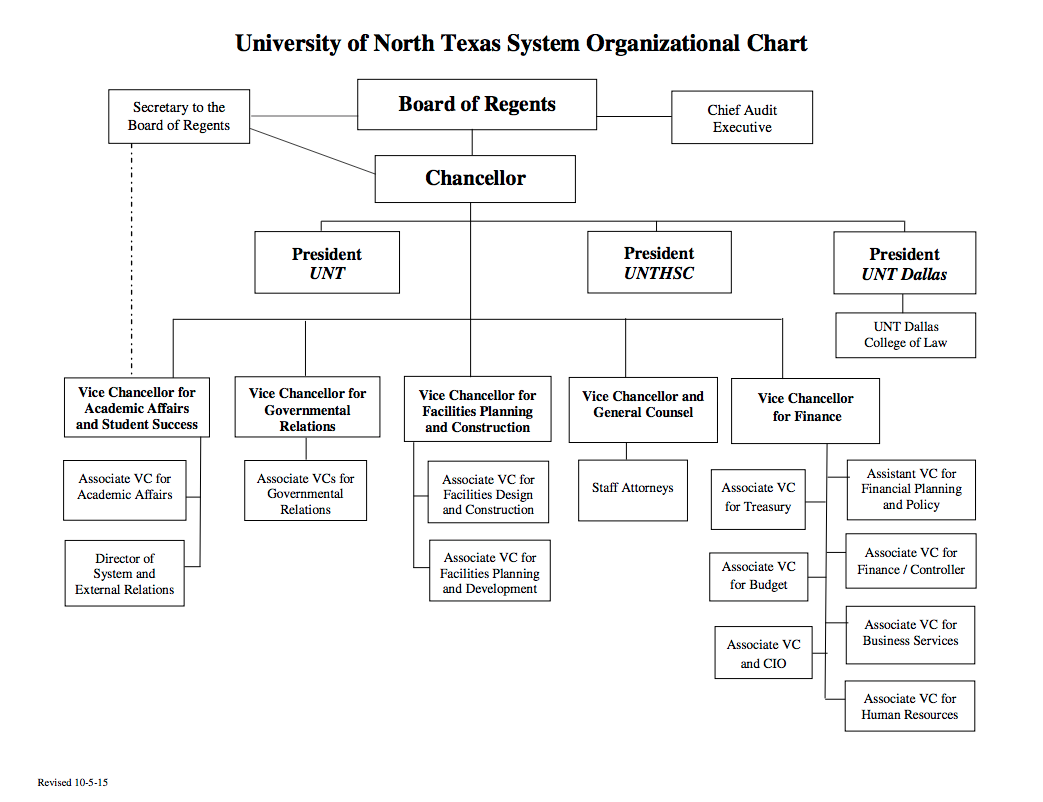 University of North Texas System Organizational Chart
Secretary to the
Board of Regents
Board of Regents
Chief Audit
Executive
Chancellor
President
UNT
President
UNTHSC
President
UNT Dallas
UNT Dallas
College of Law
Vice Chancellor for
Academic Affairs
and Student Success
Vice Chancellor for
Governmental
Relations
Vice Chancellor for
Facilities Planning
and Construction
Vice Chancellor and
General Counsel
Vice Chancellor
for Finance
Associate VC for
Academic Affairs
Director of
System and
External Relations
Associate VCs for
Governmental
Relations
Associate VC for
Facilities Design
and Construction
Associate VC for
Facilities Planning
and Development
Staff Attorneys
Associate VC
for Treasury
Associate VC
for Budget
Associate VC
and CIO
Assistant VC for
Financial Planning
and Policy
Associate VC for
Finance / Controller
Associate VC for
Business Services
Associate VC for
Human Resources
Revised 10-5-15